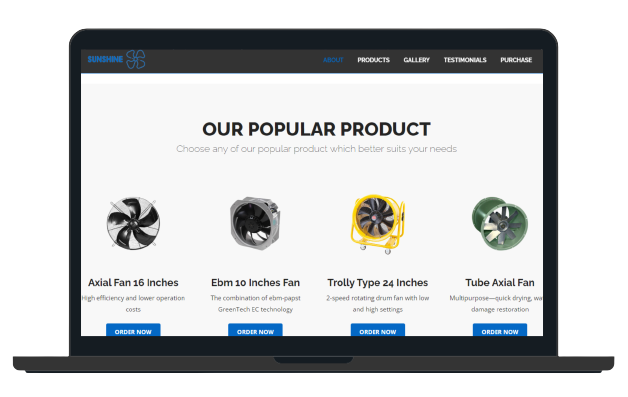 SUNSHINE
ABOUT PRODUCTS GALLERY TESTIMONIALS PURCHASE
OUR POPULAR PRODUCT
Choose any of our popular product which better suits your needs
Axial Fan 16 Inches
High efficiency and lower operation
costs
ORDER NOW
Ebm 10 Inches Fan
The combination of ebm-papst
GreenTech EC technology
ORDER NOW
Trolly Type 24 Inches
2-speed rotating drum fan with low
and high settings
ORDER NOW
Tube Axial Fan
Multipurpose—quick drying, wa
damage restoration
ORDER NOW